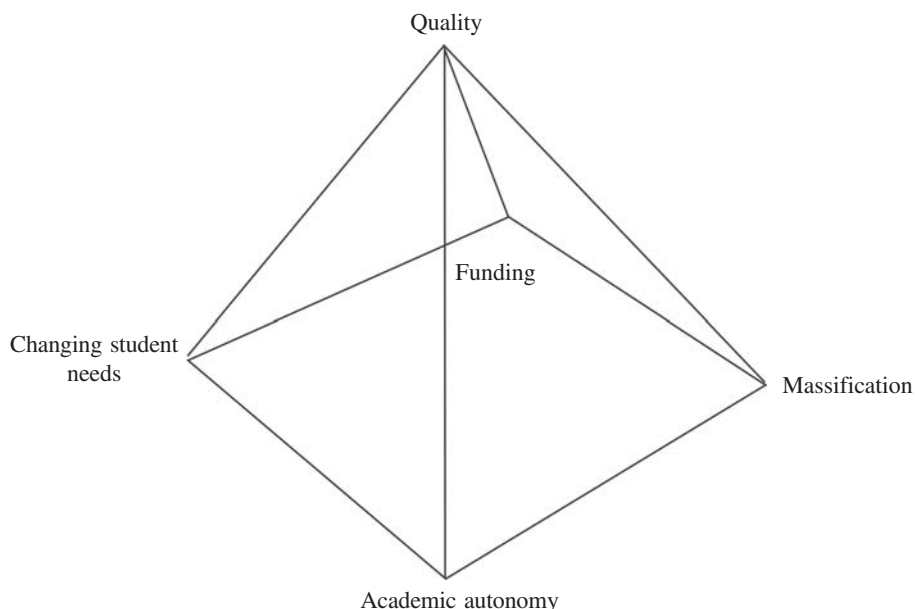 Quality
Funding
Changing student
needs
Massification
Academic autonomy